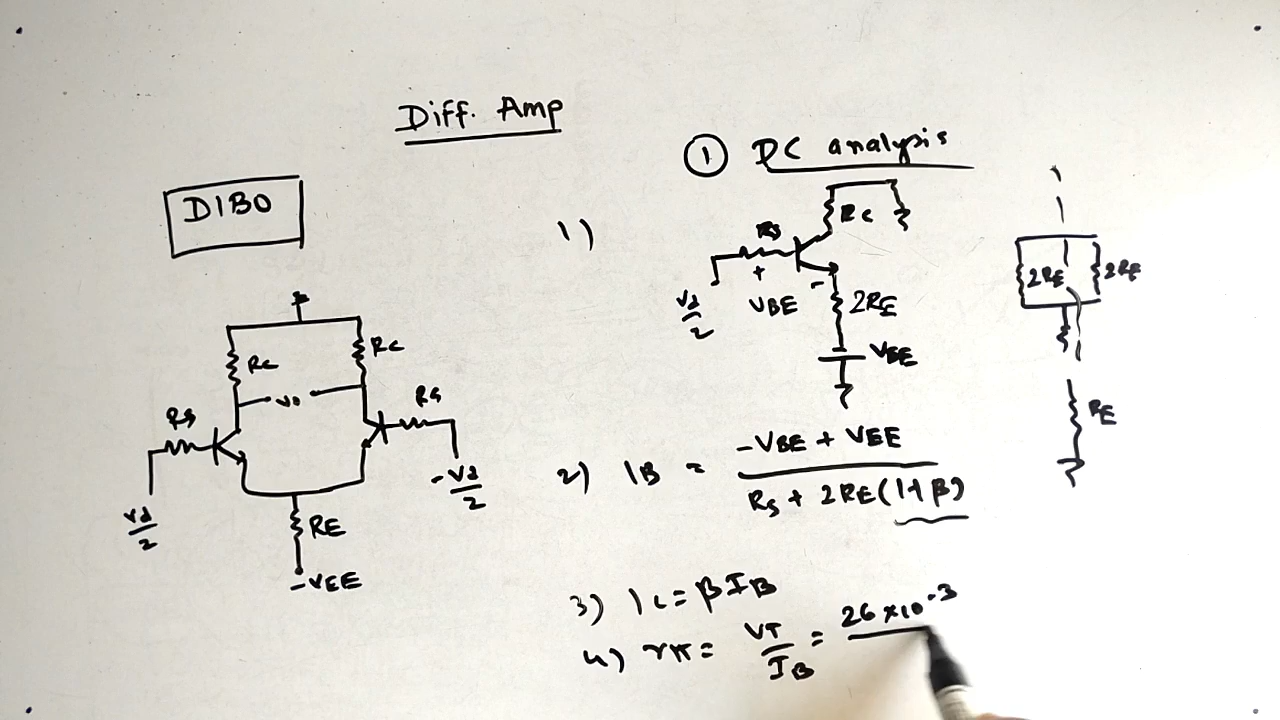 Diff. Amp
DIBO
Rc
Rc
Vo
Rs
Rs
Vd/2
-Vd/2
RE
-VEE
① DC analysis
1)
Rc
Rs
+
-
VBE
Vd/2
2RE
VEE
2RE
2RE
RE
2) IB = -VBE + VEE / Rs + 2RE(1+β)
3) Ic = βIB
4) rπ = VT / IB = 26 × 10^-3